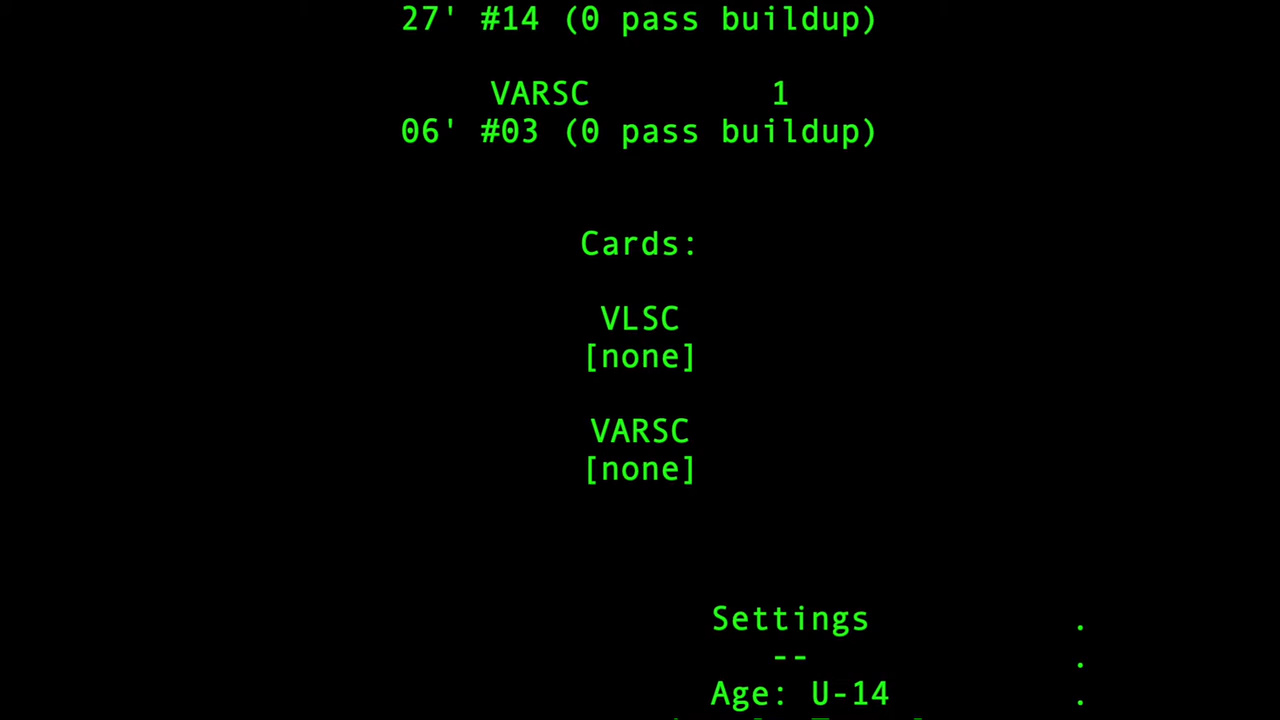 27' #14 (0 pass buildup)
VARSC 1
06' #03 (0 pass buildup)
Cards:
VLSC
[none]
VARSC
[none]
Settings .
-- .
Age: U-14 .